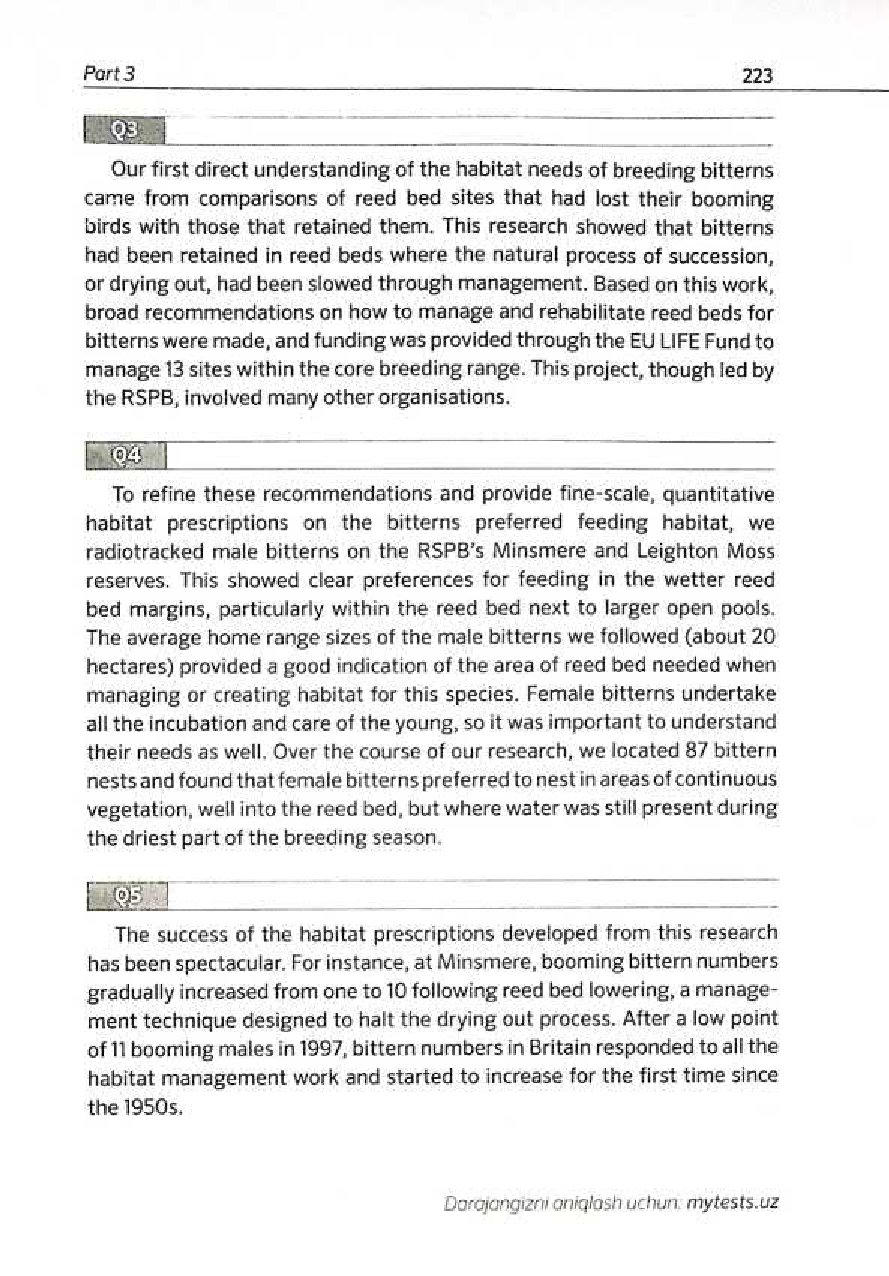 Part 3 223
Q3
Our first direct understanding of the habitat needs of breeding bitterns
came from comparisons of reed bed sites that had lost their booming
birds with those that retained them. This research showed that bitterns
had been retained in reed beds where the natural process of succession,
or drying out, had been slowed through management. Based on this work,
broad recommendations on how to manage and rehabilitate reed beds for
bitterns were made, and funding was provided through the EU LIFE Fund to
manage 13 sites within the core breeding range. This project, though led by
the RSPB, involved many other organisations.
Q4
To refine these recommendations and provide fine-scale, quantitative
habitat prescriptions on the bitterns preferred feeding habitat, we
radiotracked male bitterns on the RSPB's Minsmere and Leighton Moss
reserves. This showed clear preferences for feeding in the wetter reed
bed margins, particularly within the reed bed next to larger open pools.
The average home range sizes of the male bitterns we followed (about 20
hectares) provided a good indication of the area of reed bed needed when
managing or creating habitat for this species. Female bitterns undertake
all the incubation and care of the young, so it was important to understand
their needs as well. Over the course of our research, we located 87 bittern
nests and found that female bitterns preferred to nest in areas of continuous
vegetation, well into the reed bed, but where water was still present during
the driest part of the breeding season.
Q5
The success of the habitat prescriptions developed from this research
has been spectacular. For instance, at Minsmere, booming bittern numbers
gradually increased from one to 10 following reed bed lowering, a manage-
ment technique designed to halt the drying out process. After a low point
of 11 booming males in 1997, bittern numbers in Britain responded to all the
habitat management work and started to increase for the first time since
the 1950s.
Darajangizni aniqlash uchun: mytests.uz